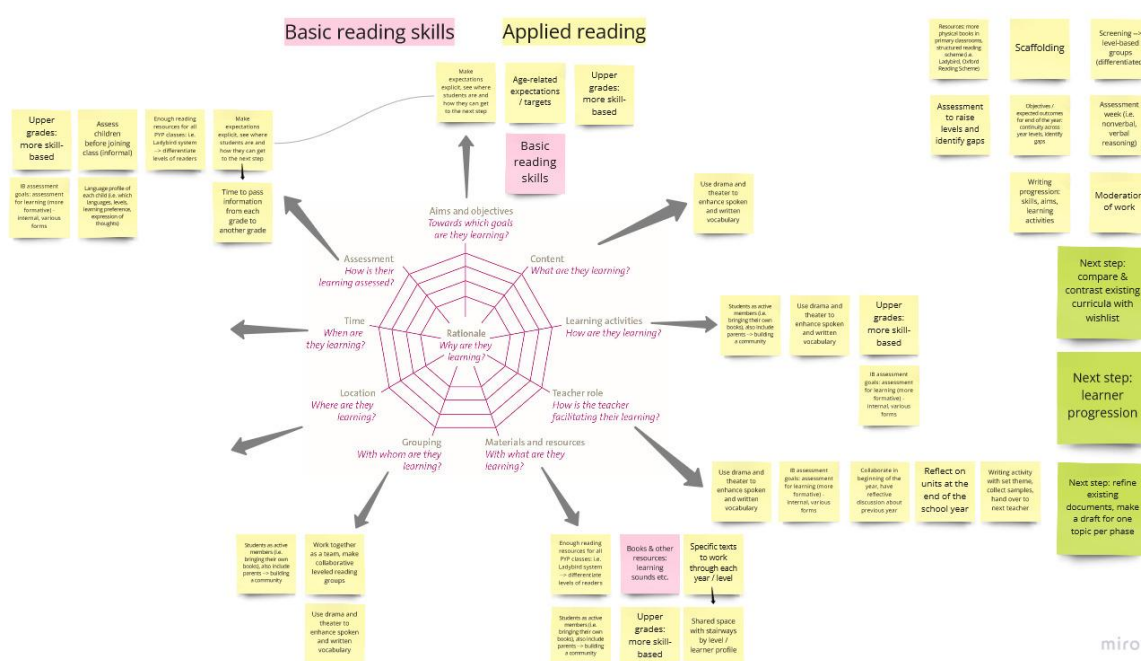 Basic reading skills
Applied reading
Make
expectations
explicit, see where
students are and
how they can get
to the next step
Age-related
expectations
/ targets
Upper
grades:
more skill-
based
Basic
reading
skills
Upper
grades:
more skill-
based
Assess
children
before joining
class (informal)
Enough reading
resources for all
PYP classes: i.e.
Ladybird system
-> differentiate
levels of readers
Make
expectations
explicit, see where
students are and
how they can get
to the next step
IB assessment
goals: assessment
for learning (more
formative) -
internal, various
forms
Language profile of
each child (i.e. which
languages, levels,
learning preference,
expression of
thoughts)
Time to pass
information
from each
grade to
another grade
Use drama and
theater to
enhance spoken
and written
vocabulary
Aims and objectives
Towards which goals
are they learning?
Assessment
How is their
learning assessed?
Content
What are they learning?
Time
When are
they learning?
Rationale
Why are they
learning?
Learning activities
How are they learning?
Location
Where are they
learning?
Teacher role
How is the teacher
facilitating their learning?
Grouping
With whom are they
learning?
Materials and resources
With what are they
learning?
Students as active
members (i.e.
bringing their own
books), also include
parents -> building
a community
Use drama and
theater to
enhance spoken
and written
vocabulary
Upper
grades:
more skill-
based
IB assessment
goals: assessment
for learning (more
formative) -
internal, various
forms
Use drama and
theater to
enhance spoken
and written
vocabulary
IB assessment
goals: assessment
for learning (more
formative) -
internal, various
forms
Collaborate in
beginning of the
year, have
reflective
discussion about
previous year
Reflect on
units at the
end of the
school year
Writing activity
with set theme,
collect samples,
hand over to
next teacher
Students as active
members (i.e.
bringing their own
books), also include
parents -> building
a community
Work together
as a team, make
collaborative
leveled reading
groups
Use drama and
theater to
enhance spoken
and written
vocabulary
Enough reading
resources for all
PYP classes: i.e.
Ladybird system
-> differentiate
levels of readers
Books & other
resources:
learning
sounds etc.
Specific texts
to work
through each
year / level
Students as active
members (i.e.
bringing their own
books), also include
parents -> building
a community
Upper
grades:
more skill-
based
Shared space
with stairways
by level /
learner profile
Resources: more
physical books in
primary classrooms,
structured reading
scheme (i.e.
Ladybird, Oxford
Reading Scheme)
Scaffolding
Screening -->
level-based
groups
(differentiated
Assessment
to raise
levels and
identify gaps
Objectives /
expected outcomes
for end of the year:
continuity across
year levels, identify
gaps
Assessment
week (i.e.
nonverbal,
verbal
reasoning)
Writing
progression:
skills, aims,
learning
activities
Moderation
of work
Next step:
compare &
contrast existing
curricula with
wishlist
Next step:
learner
progression
Next step: refine
existing
documents, make
a draft for one
topic per phase
miro